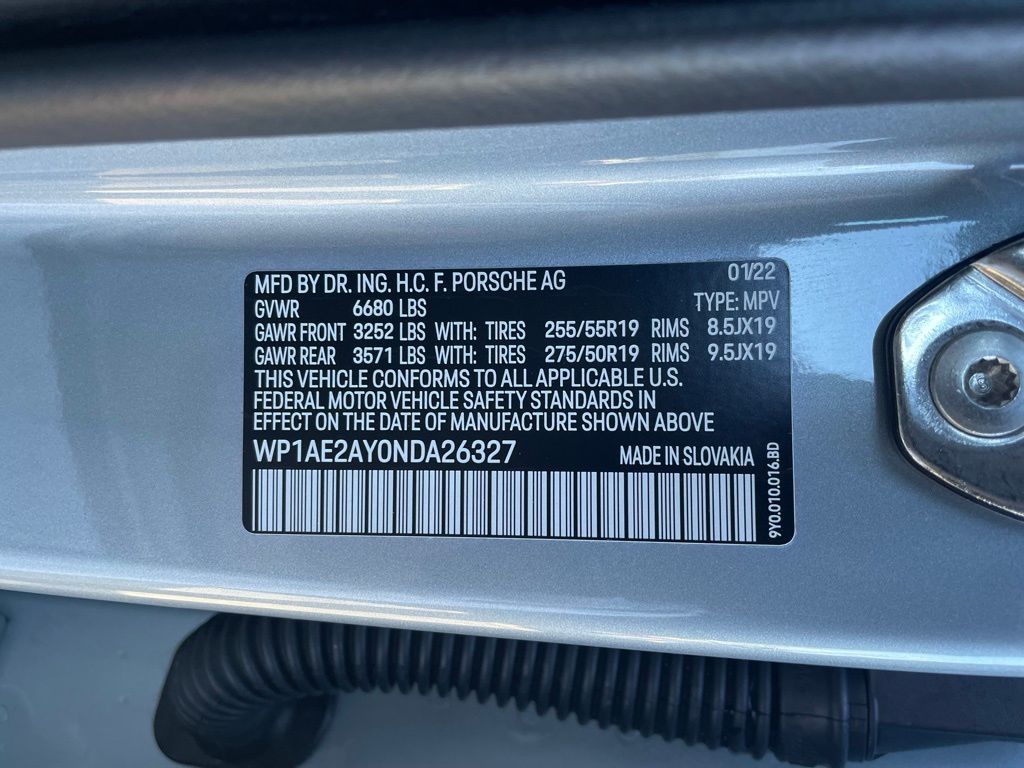 MFD BY DR. ING. H.C. F. PORSCHE AG 01/22
GVWR 6680 LBS TYPE: MPV
GAWR FRONT 3252 LBS WITH: TIRES 255/55R19 RIMS 8.5JX19
GAWR REAR 3571 LBS WITH: TIRES 275/50R19 RIMS 9.5JX19
THIS VEHICLE CONFORMS TO ALL APPLICABLE U.S.
FEDERAL MOTOR VEHICLE SAFETY STANDARDS IN
EFFECT ON THE DATE OF MANUFACTURE SHOWN ABOVE
WP1AE2AY0NDA26327 MADE IN SLOVAKIA
9Y0.010.016.BD